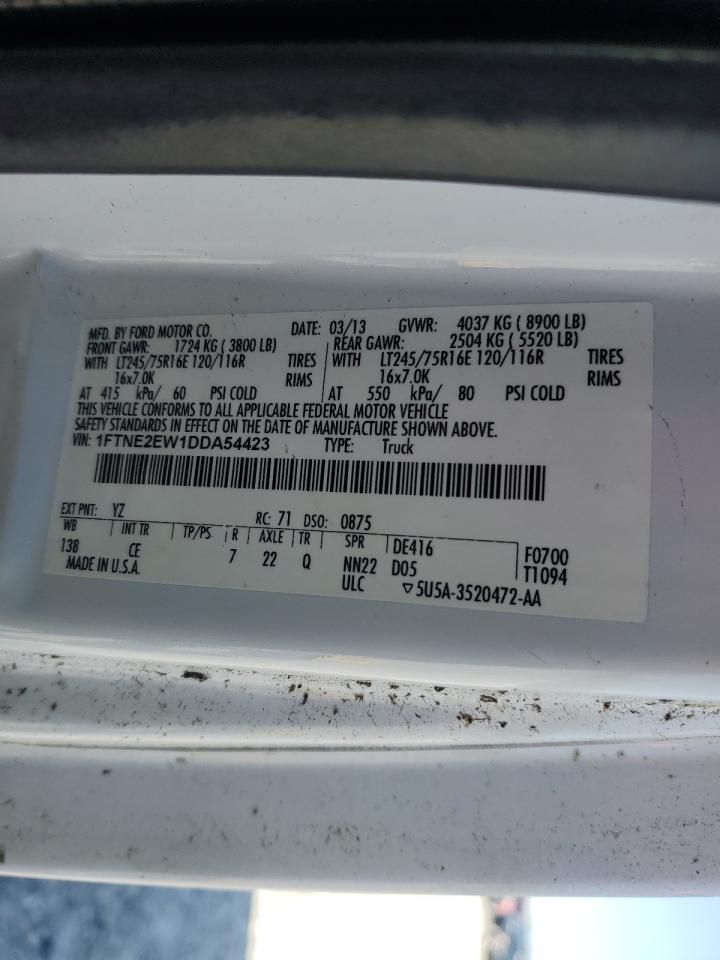 MFD. BY FORD MOTOR CO. DATE: 03/13 GVWR: 4037 KG ( 8900 LB)
FRONT GAWR: 1724 KG ( 3800 LB) REAR GAWR: 2504 KG ( 5520 LB)
WITH LT245/75R16E 120/116R TIRES WITH LT245/75R16E 120/116R TIRES
16x7.0K RIMS 16x7.0K RIMS
AT 415 kPa/ 60 PSI COLD AT 550 kPa/ 80 PSI COLD
THIS VEHICLE CONFORMS TO ALL APPLICABLE FEDERAL MOTOR VEHICLE
SAFETY STANDARDS IN EFFECT ON THE DATE OF MANUFACTURE SHOWN ABOVE.
VIN: 1FTNE2EW1DDA54423 TYPE: Truck
EXT PNT: YZ RC: 71 DSO: 0875
WB INT TR TP/PS R AXLE TR SPR DE416 F0700
138 CE 7 22 Q NN22 D05 T1094
MADE IN U.S.A. ULC ▽5U5A-3520472-AA